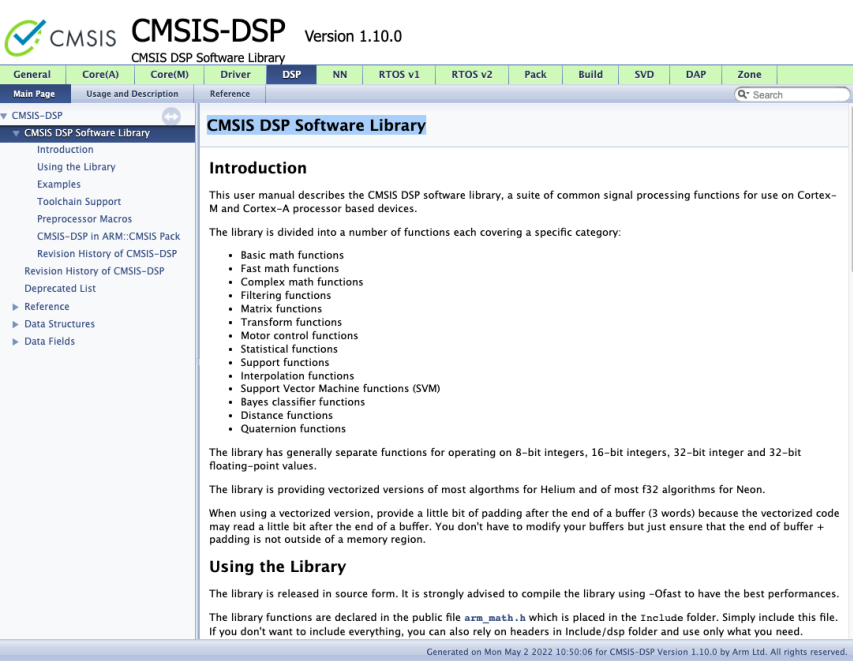 CMSIS
CMSIS-DSP Version 1.10.0
CMSIS DSP Software Library
General Core(A) Core(M) Driver DSP NN RTOS v1 RTOS v2 Pack Build SVD DAP Zone
Main Page Usage and Description Reference Search
CMSIS-DSP
CMSIS DSP Software Library
Introduction
Using the Library
Examples
Toolchain Support
Preprocessor Macros
CMSIS-DSP in ARM::CMSIS Pack
Revision History of CMSIS-DSP
Revision History of CMSIS-DSP
Deprecated List
Reference
Data Structures
Data Fields
CMSIS DSP Software Library
Introduction
This user manual describes the CMSIS DSP software library, a suite of common signal processing functions for use on Cortex-
M and Cortex-A processor based devices.
The library is divided into a number of functions each covering a specific category:
• Basic math functions
• Fast math functions
• Complex math functions
• Filtering functions
• Matrix functions
• Transform functions
• Motor control functions
• Statistical functions
• Support functions
• Interpolation functions
• Support Vector Machine functions (SVM)
• Bayes classifier functions
• Distance functions
• Quaternion functions
The library has generally separate functions for operating on 8-bit integers, 16-bit integers, 32-bit integer and 32-bit
floating-point values.
The library is providing vectorized versions of most algorthms for Helium and of most f32 algorithms for Neon.
When using a vectorized version, provide a little bit of padding after the end of a buffer (3 words) because the vectorized code
may read a little bit after the end of a buffer. You don't have to modify your buffers but just ensure that the end of buffer +
padding is not outside of a memory region.
Using the Library
The library is released in source form. It is strongly advised to compile the library using -Ofast to have the best performances.
The library functions are declared in the public file arm_math.h which is placed in the Include folder. Simply include this file.
If you don't want to include everything, you can also rely on headers in Include/dsp folder and use only what you need.
Generated on Mon May 2 2022 10:50:06 for CMSIS-DSP Version 1.10.0 by Arm Ltd. All rights reserved.